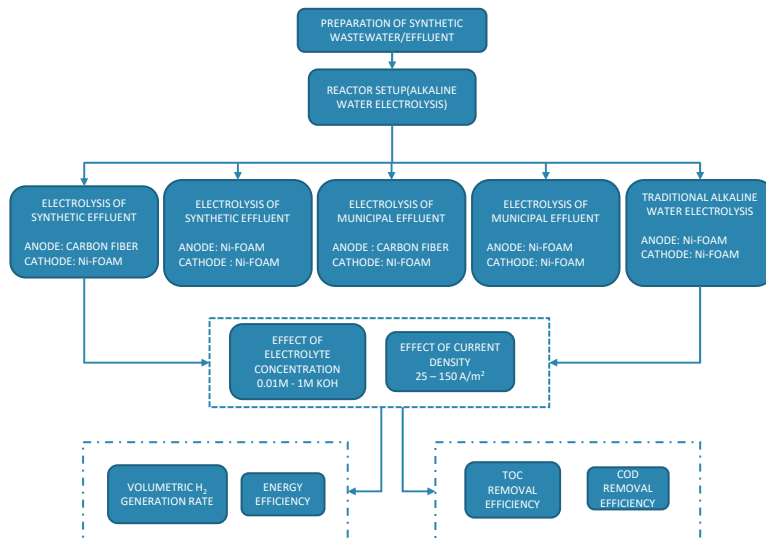 PREPARATION OF SYNTHETIC
WASTEWATER/EFFLUENT
REACTOR SETUP(ALKALINE
WATER ELECTROLYSIS)
ELECTROLYSIS OF
SYNTHETIC EFFLUENT
ANODE: CARBON FIBER
CATHODE: Ni-FOAM
ELECTROLYSIS OF
SYNTHETIC EFFLUENT
ANODE: Ni-FOAM
CATHODE : Ni-FOAM
ELECTROLYSIS OF
MUNICIPAL EFFLUENT
ANODE : CARBON FIBER
CATHODE: NI-FOAM
ELECTROLYSIS OF
MUNICIPAL EFFLUENT
ANODE: Ni-FOAM
CATHODE: Ni-FOAM
TRADITIONAL ALKALINE
WATER ELECTROLYSIS
ANODE: Ni-FOAM
CATHODE: Ni-FOAM
EFFECT OF
ELECTROLYTE
CONCENTRATION
0.01M - 1M KOH
EFFECT OF CURRENT
DENSITY
25 – 150 A/m²
VOLUMETRIC H₂
GENERATION RATE
ENERGY
EFFICIENCY
TOC
REMOVAL
EFFICIENCY
COD
REMOVAL
EFFICIENCY